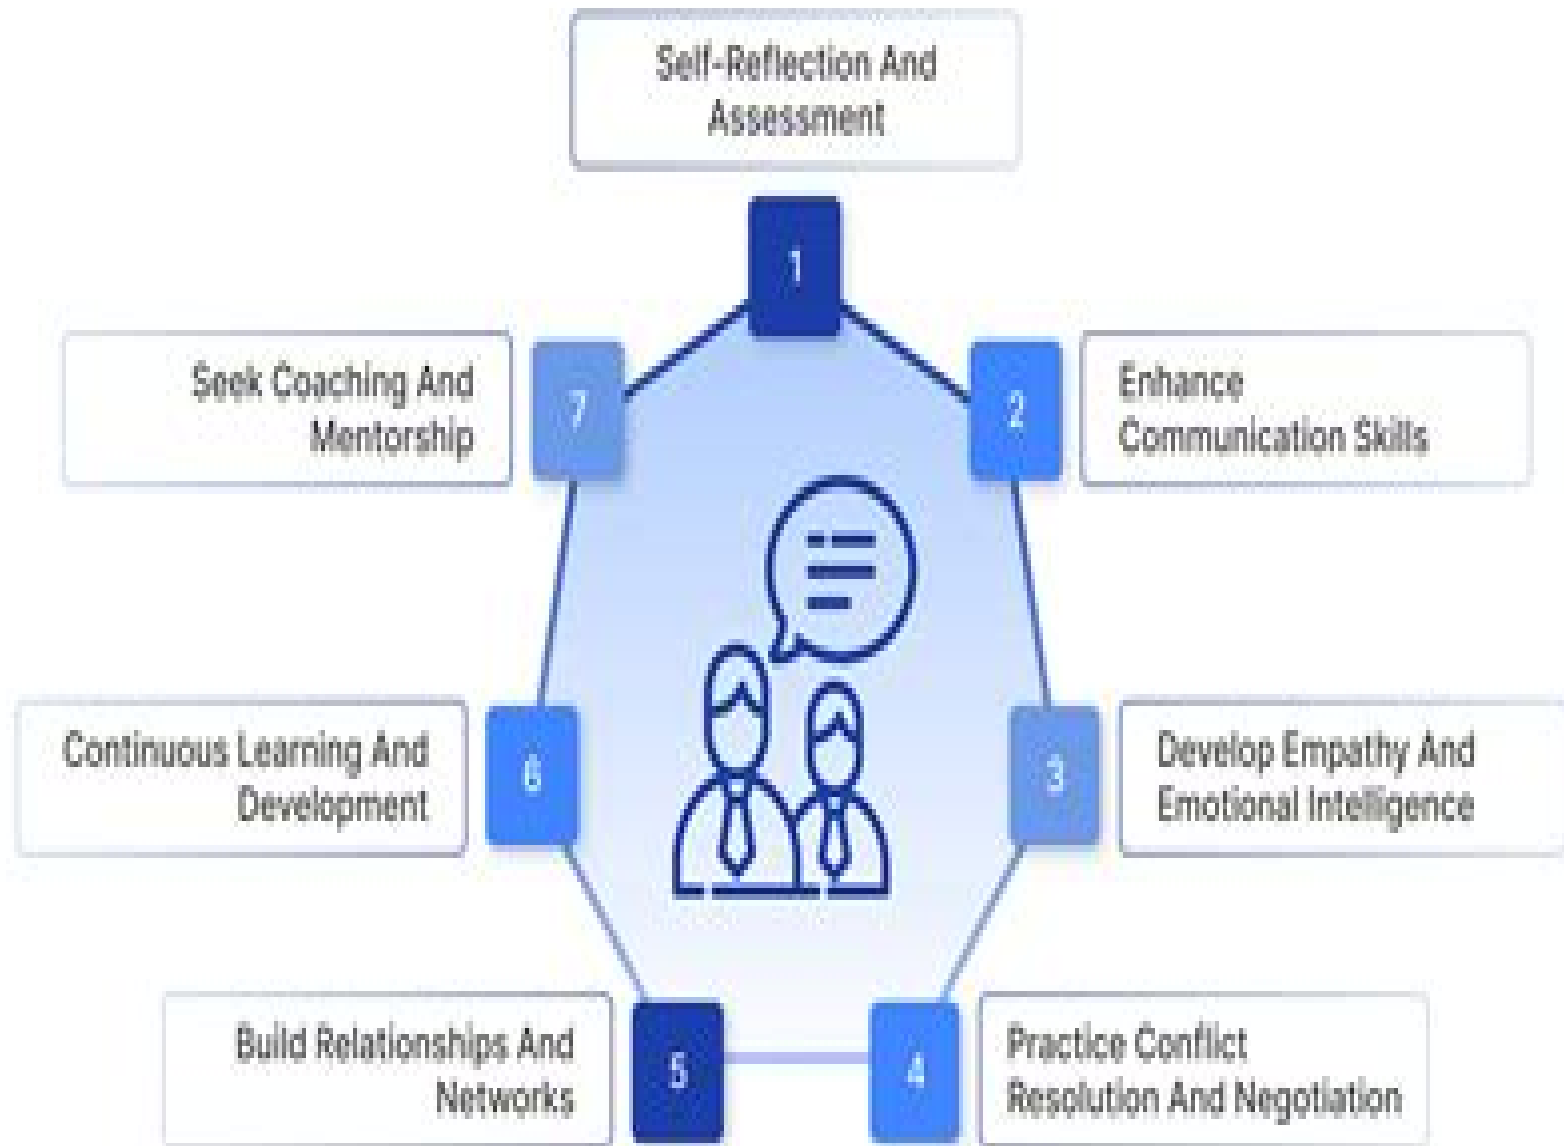 Self-Reflection And
Assessment
1
2
Enhance
Communication Skills
3
Develop Empathy And
Emotional Intelligence
4
Practice Conflict
Resolution And Negotiation
5
Build Relationships And
Networks
6
Continuous Learning And
Development
7
Seek Coaching And
Mentorship